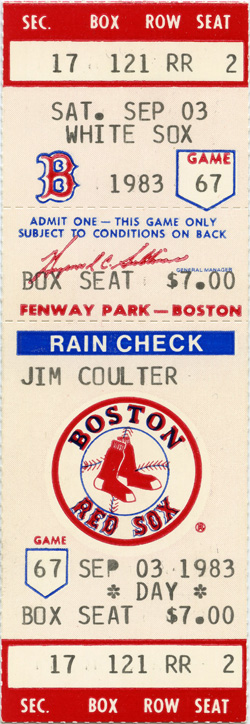 SEC. BOX ROW SEAT
17 121 RR 2
SAT. SEP 03
WHITE SOX
B 1983 GAME 67
ADMIT ONE — THIS GAME ONLY
SUBJECT TO CONDITIONS ON BACK
GENERAL MANAGER
BOX SEAT $7.00
FENWAY PARK — BOSTON
RAIN CHECK
JIM COULTER
BOSTON
RED SOX ®
GAME
67 SEP 03 1983
* DAY *
BOX SEAT $7.00
17 121 RR 2
SEC. BOX ROW SEAT